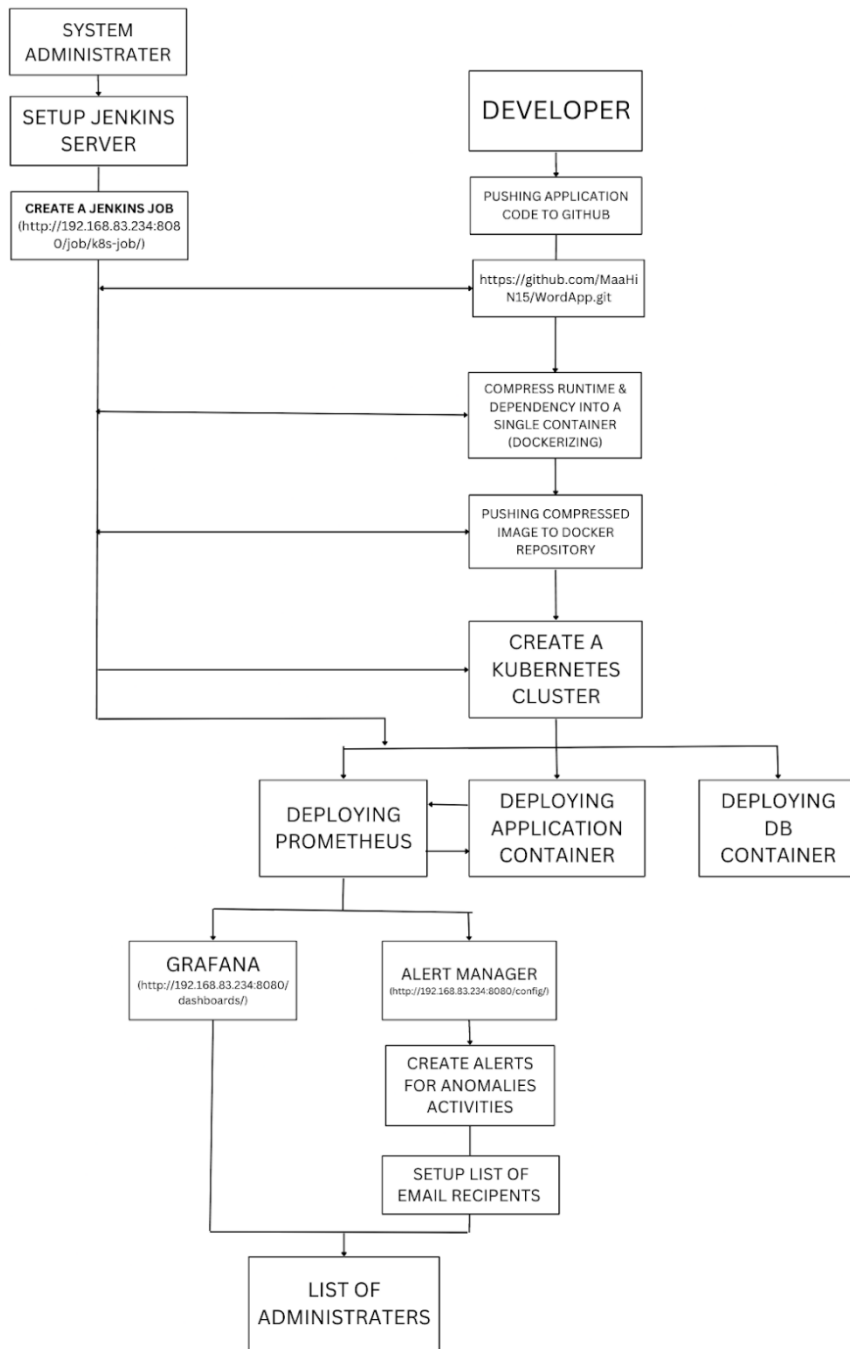 SYSTEM
ADMINISTRATER
SETUP JENKINS
SERVER
CREATE A JENKINS JOB
(http://192.168.83.234:808
0/job/k8s-job/)
DEVELOPER
PUSHING APPLICATION
CODE TO GITHUB
https://github.com/MaaHi
N15/WordApp.git
COMPRESS RUNTIME &
DEPENDENCY INTO A
SINGLE CONTAINER
(DOCKERIZING)
PUSHING COMPRESSED
IMAGE TO DOCKER
REPOSITORY
CREATE A
KUBERNETES
CLUSTER
DEPLOYING
PROMETHEUS
DEPLOYING
APPLICATION
CONTAINER
DEPLOYING
DB
CONTAINER
GRAFANA
(http://192.168.83.234:8080/
dashboards/)
ALERT MANAGER
(http://192.168.83.234:8080/config/)
CREATE ALERTS
FOR ANOMALIES
ACTIVITIES
SETUP LIST OF
EMAIL RECIPENTS
LIST OF
ADMINISTRATERS